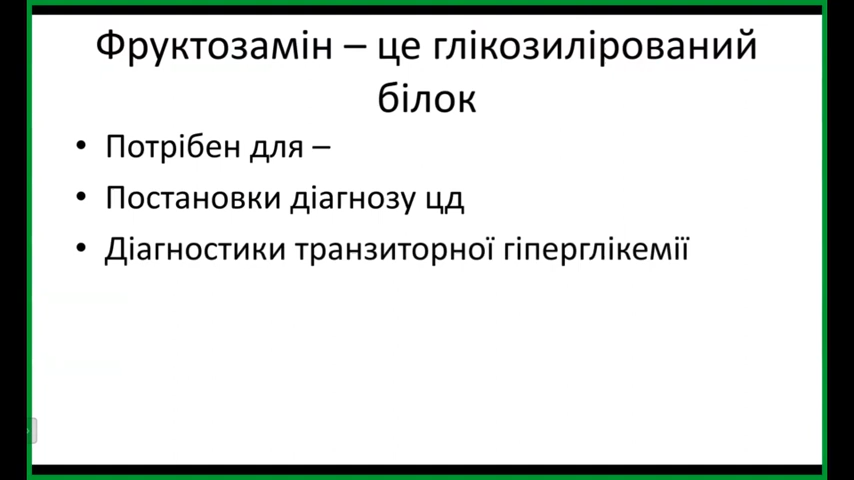 Фруктозамін – це глікозилірований
білок
• Потрібен для –
• Постановки діагнозу цд
• Діагностики транзиторної гіперглікемії